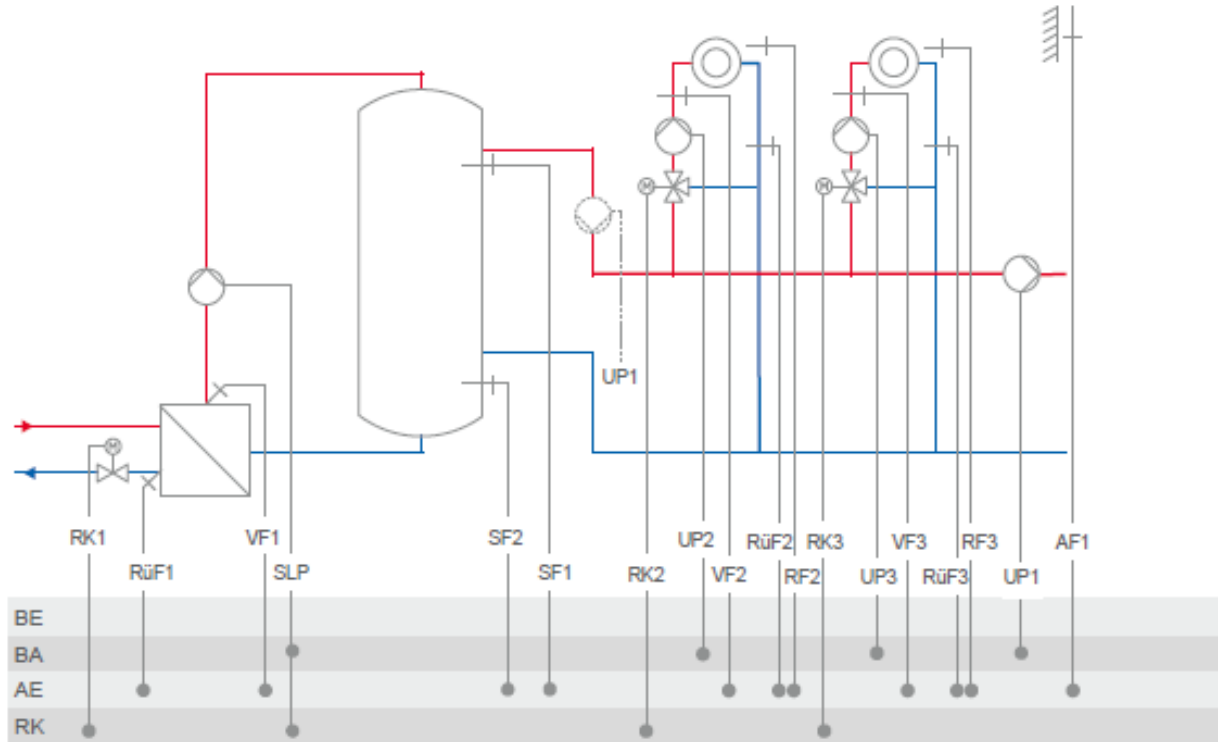 M
M
UP1
M
RK1
VF1
SF2
UP2
RüF2
RK3
VF3
RF3
AF1
RüF1
SLP
SF1
RK2
VF2
RF2
UP3
RüF3
UP1
BE
BA
AE
RK